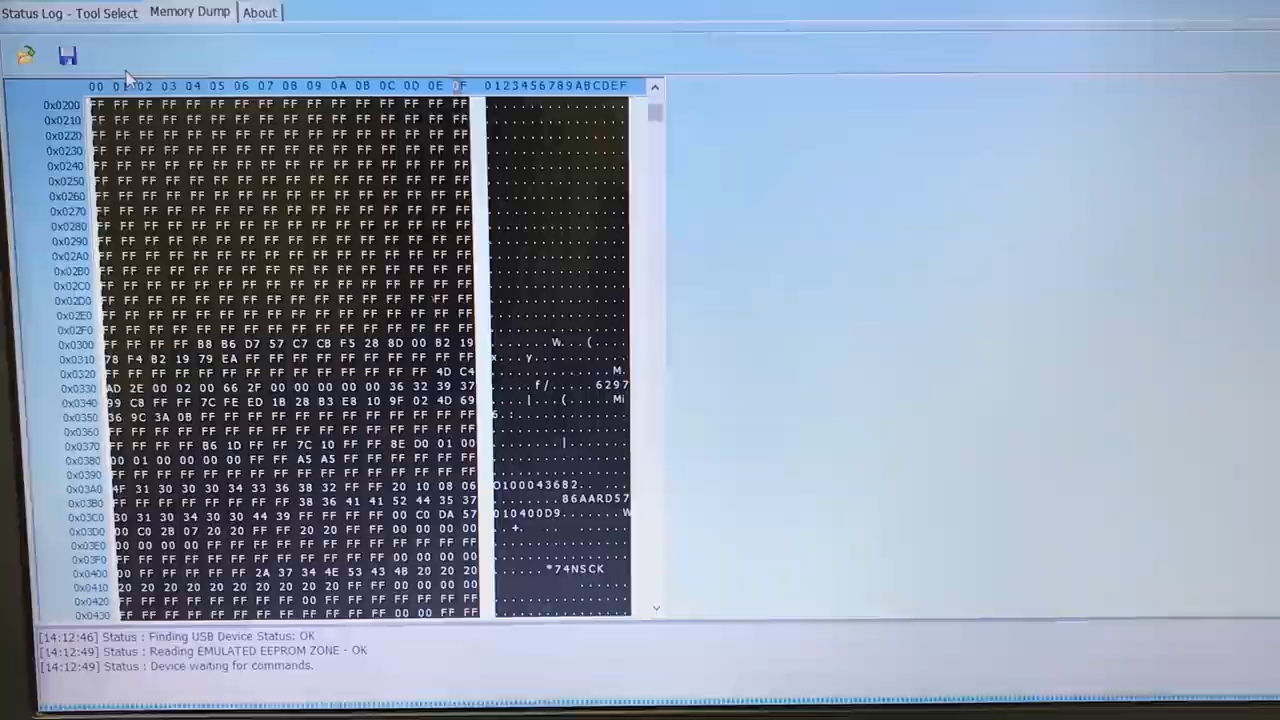 Status Log - Tool Select Memory Dump About
00 01 02 03 04 05 06 07 08 09 0A 0B 0C 0D 0E 0F 0123456789ABCDEF
0x0200 FF FF FF FF FF FF FF FF FF FF FF FF FF FF FF FF ................
0x0210 FF FF FF FF FF FF FF FF FF FF FF FF FF FF FF FF ................
0x0220 FF FF FF FF FF FF FF FF FF FF FF FF FF FF FF FF ................
0x0230 FF FF FF FF FF FF FF FF FF FF FF FF FF FF FF FF ................
0x0240 FF FF FF FF FF FF FF FF FF FF FF FF FF FF FF FF ................
0x0250 FF FF FF FF FF FF FF FF FF FF FF FF FF FF FF FF ................
0x0260 FF FF FF FF FF FF FF FF FF FF FF FF FF FF FF FF ................
0x0270 FF FF FF FF FF FF FF FF FF FF FF FF FF FF FF FF ................
0x0280 FF FF FF FF FF FF FF FF FF FF FF FF FF FF FF FF ................
0x0290 FF FF FF FF FF FF FF FF FF FF FF FF FF FF FF FF ................
0x02A0 FF FF FF FF FF FF FF FF FF FF FF FF FF FF FF FF ................
0x02B0 FF FF FF FF FF FF FF FF FF FF FF FF FF FF FF FF ................
0x02C0 FF FF FF FF FF FF FF FF FF FF FF FF FF FF FF FF ................
0x02D0 FF FF FF FF FF FF FF FF FF FF FF FF FF FF FF FF ................
0x02E0 FF FF FF FF FF FF FF FF FF FF FF FF FF FF FF FF ................
0x02F0 FF FF FF FF FF FF FF FF FF FF FF FF FF FF FF FF ................
0x0300 FF FF FF FF B8 B6 D7 57 C7 CB F5 28 8D 00 B2 19 .......W...(....
0x0310 78 F4 B2 19 79 EA FF FF FF FF FF FF FF FF FF FF x...y...........
0x0320 FF FF FF FF FF FF FF FF FF FF FF FF FF FF 4D C4 ..............M.
0x0330 AD 2E 00 02 00 66 2F 00 00 00 00 00 36 32 39 37 .....f/.....6297
0x0340 99 C8 FF FF 7C FE ED 1B 28 B3 E8 10 9F 02 4D 69 ....|...(.....Mi
0x0350 36 9C 3A 0B FF FF FF FF FF FF FF FF FF FF FF FF 6.:.............
0x0360 FF FF FF FF FF FF FF FF FF FF FF FF FF FF FF FF ................
0x0370 FF FF FF FF B6 1D FF FF 7C 10 FF FF 8E D0 01 00 ........|.......
0x0380 00 01 00 00 00 00 FF FF A5 A5 FF FF FF FF FF FF ................
0x0390 FF FF FF FF FF FF FF FF FF FF FF FF FF FF FF FF ................
0x03A0 4F 31 30 30 30 34 33 36 38 32 FF FF 20 10 08 06 O100043682.. ...
0x03B0 FF FF FF FF FF FF FF FF 38 36 41 41 52 44 35 37 ........86AARD57
0x03C0 30 31 30 34 30 30 44 39 FF FF FF FF 00 C0 DA 57 010400D9.......W
0x03D0 00 C0 2B 07 20 20 FF FF 20 20 FF FF 00 00 00 00 ..+.  ..  ......
0x03E0 00 00 00 00 FF FF FF FF FF FF FF FF FF FF FF FF ................
0x03F0 FF FF FF FF FF FF FF FF FF FF FF FF 00 00 00 00 ................
0x0400 00 FF FF FF FF FF 2A 37 34 4E 53 43 4B 20 20 20 ......*74NSCK
0x0410 20 20 20 20 20 20 20 20 20 20 FF FF 00 00 00 00 ......
0x0420 FF FF FF FF FF FF FF FF 00 FF FF FF FF FF FF FF ................
0x0430 FF FF FF FF FF FF FF FF FF FF FF FF 00 00 FF FF ................
[14:12:46] Status : Finding USB Device Status: OK
[14:12:49] Status : Reading EMULATED EEPROM ZONE - OK
[14:12:49] Status : Device waiting for commands.